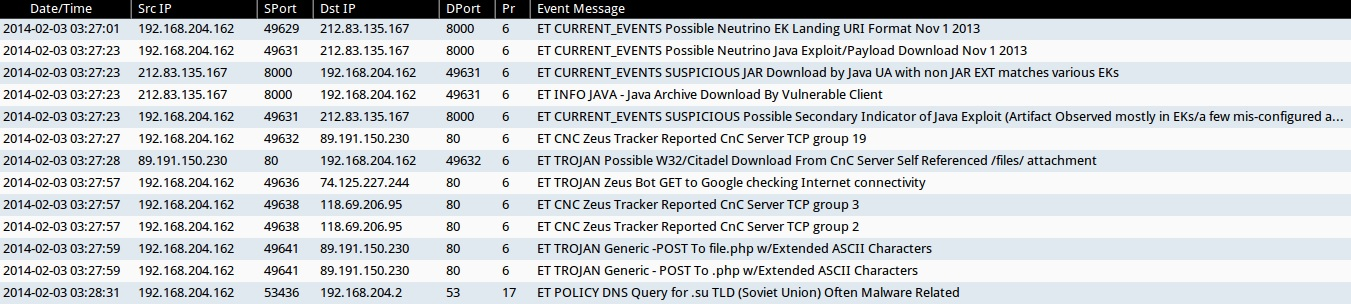 Date/Time Src IP SPort Dst IP DPort Pr Event Message
2014-02-03 03:27:01 192.168.204.162 49629 212.83.135.167 8000 6 ET CURRENT_EVENTS Possible Neutrino EK Landing URI Format Nov 1 2013
2014-02-03 03:27:23 192.168.204.162 49631 212.83.135.167 8000 6 ET CURRENT_EVENTS Possible Neutrino Java Exploit/Payload Download Nov 1 2013
2014-02-03 03:27:23 212.83.135.167 8000 192.168.204.162 49631 6 ET CURRENT_EVENTS SUSPICIOUS JAR Download by Java UA with non JAR EXT matches various EKs
2014-02-03 03:27:23 212.83.135.167 8000 192.168.204.162 49631 6 ET INFO JAVA - Java Archive Download By Vulnerable Client
2014-02-03 03:27:23 192.168.204.162 49631 212.83.135.167 8000 6 ET CURRENT_EVENTS SUSPICIOUS Possible Secondary Indicator of Java Exploit (Artifact Observed mostly in EKs/a few mis-configured a...
2014-02-03 03:27:27 192.168.204.162 49632 89.191.150.230 80 6 ET CNC Zeus Tracker Reported CnC Server TCP group 19
2014-02-03 03:27:28 89.191.150.230 80 192.168.204.162 49632 6 ET TROJAN Possible W32/Citadel Download From CnC Server Self Referenced /files/ attachment
2014-02-03 03:27:57 192.168.204.162 49636 74.125.227.244 80 6 ET TROJAN Zeus Bot GET to Google checking Internet connectivity
2014-02-03 03:27:57 192.168.204.162 49638 118.69.206.95 80 6 ET CNC Zeus Tracker Reported CnC Server TCP group 3
2014-02-03 03:27:57 192.168.204.162 49638 118.69.206.95 80 6 ET CNC Zeus Tracker Reported CnC Server TCP group 2
2014-02-03 03:27:59 192.168.204.162 49641 89.191.150.230 80 6 ET TROJAN Generic -POST To file.php w/Extended ASCII Characters
2014-02-03 03:27:59 192.168.204.162 49641 89.191.150.230 80 6 ET TROJAN Generic - POST To .php w/Extended ASCII Characters
2014-02-03 03:28:31 192.168.204.162 53436 192.168.204.2 53 17 ET POLICY DNS Query for .su TLD (Soviet Union) Often Malware Related